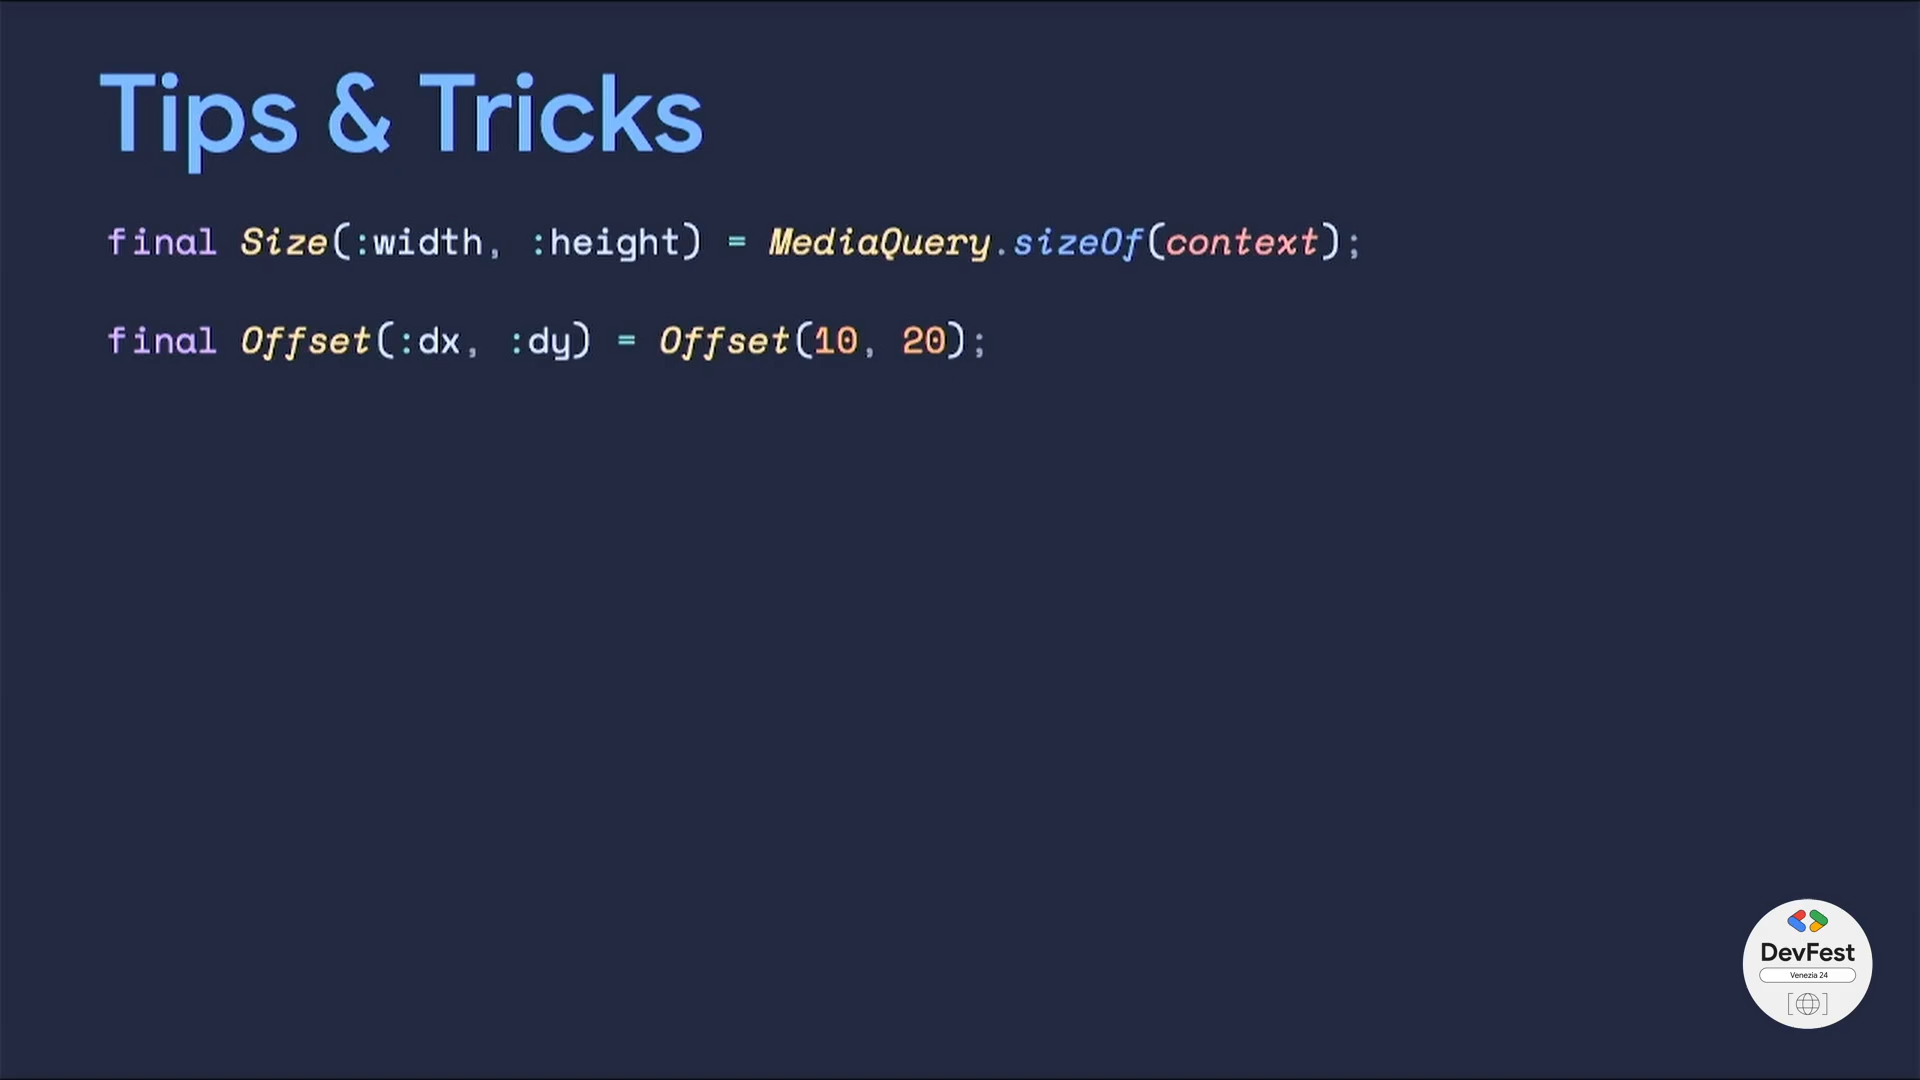 Tips & Tricks
final Size(:width, :height) = MediaQuery.sizeOf(context);
final Offset(:dx, :dy) = Offset(10, 20);
DevFest
Venezia 24